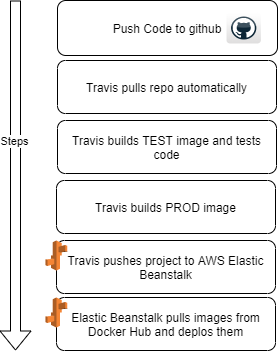 Push Code to github
Travis pulls repo automatically
Steps
Travis builds TEST image and tests
code
Travis builds PROD image
Travis pushes project to AWS Elastic
Beanstalk
Elastic Beanstalk pulls images from
Docker Hub and deplos them